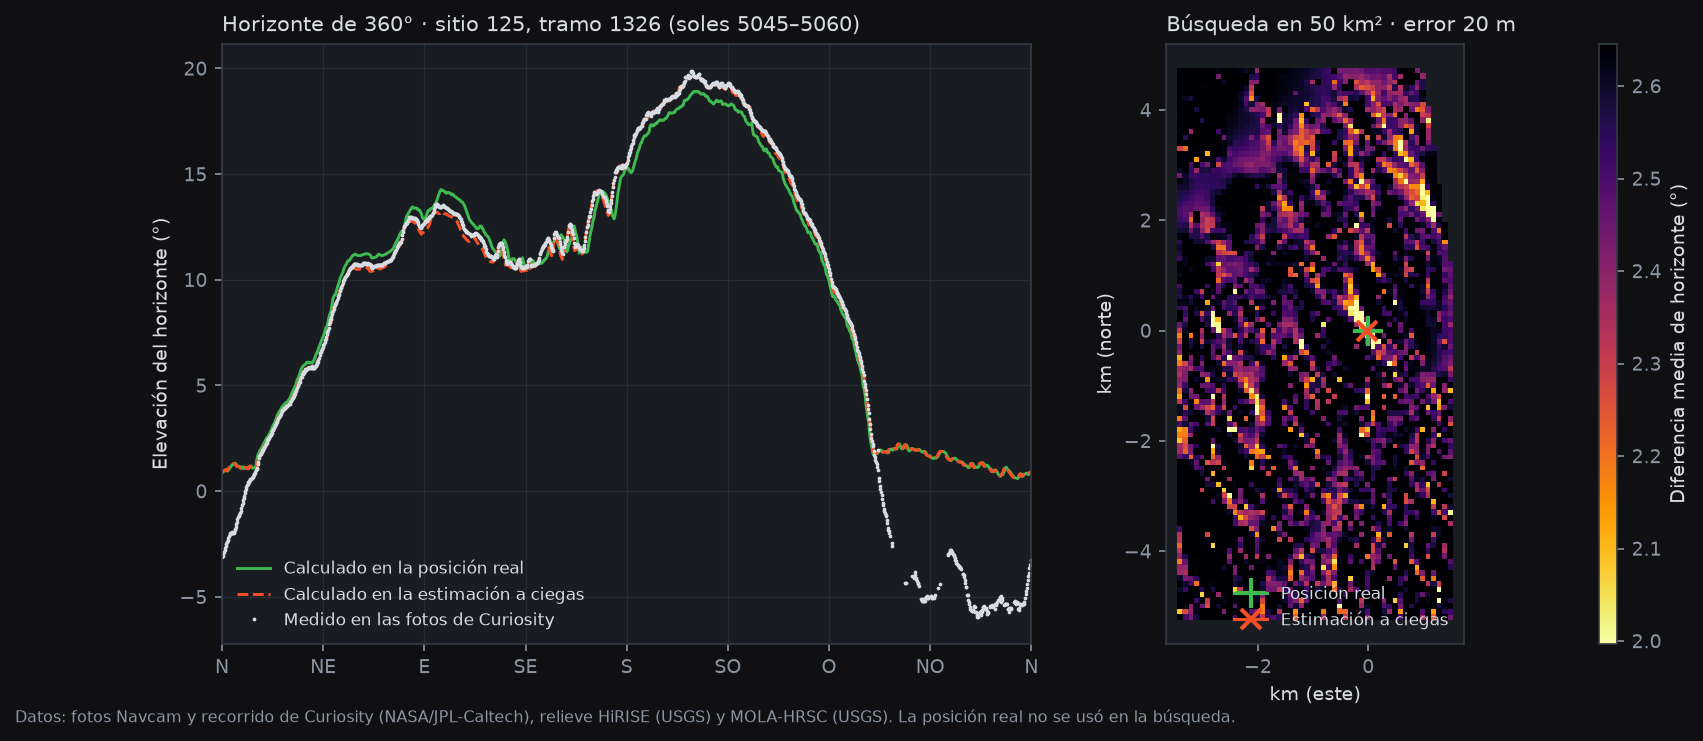 Horizonte de 360° · sitio 125, tramo 1326 (soles 5045–5060)
Elevación del horizonte (°)
20
15
10
5
0
−5
Calculado en la posición real
Calculado en la estimación a ciegas
Medido en las fotos de Curiosity
N
NE
E
SE
S
SO
O
NO
N
Búsqueda en 50 km² · error 20 m
km (norte)
4
2
0
−2
−4
Posición real
Estimación a ciegas
−2
0
km (este)
2.6
2.5
2.4
2.3
2.2
2.1
2.0
Diferencia media de horizonte (°)
Datos: fotos Navcam y recorrido de Curiosity (NASA/JPL-Caltech), relieve HiRISE (USGS) y MOLA-HRSC (USGS). La posición real no se usó en la búsqueda.